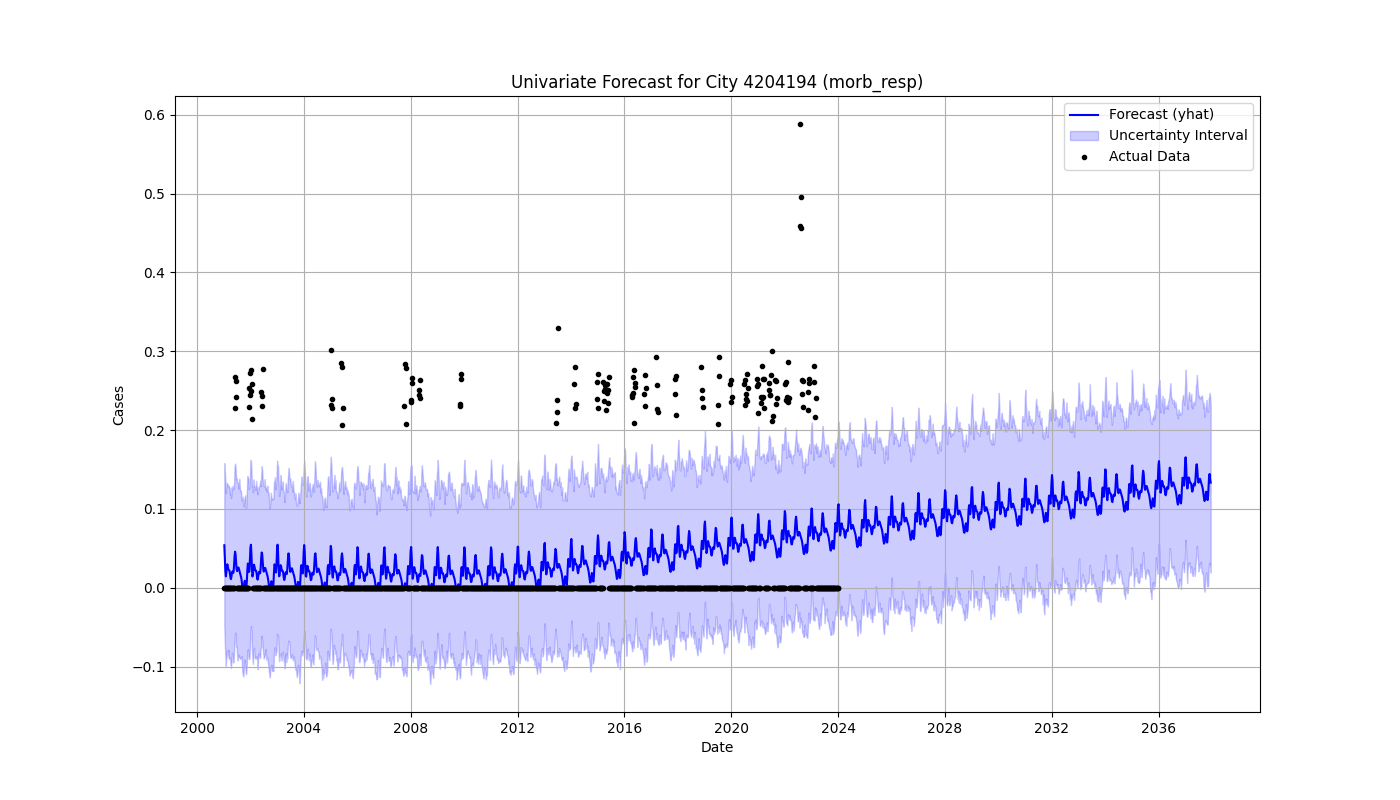 Univariate Forecast for City 4204194 (morb_resp)
Forecast (yhat)
Uncertainty Interval
Actual Data
Cases
0.6
0.5
0.4
0.3
0.2
0.1
0.0
−0.1
2000 2004 2008 2012 2016 2020 2024 2028 2032 2036
Date